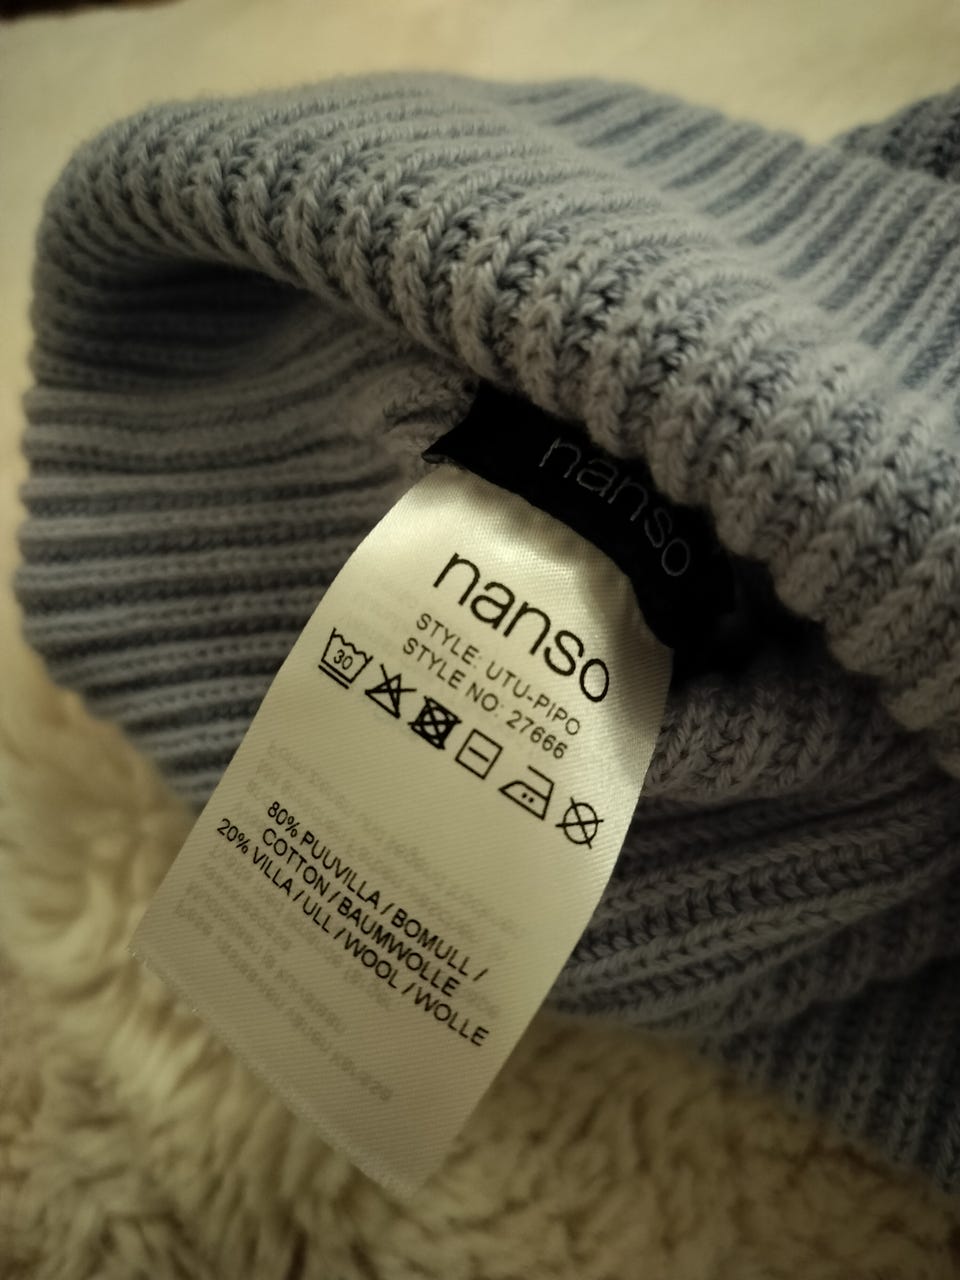 nanso
nanso
STYLE: UTU-PIPO
STYLE NO: 27666
30
80% PUUVILLA / BOMULL /
COTTON / BAUMWOLLE
20% VILLA / ULL / WOOL / WOLLE